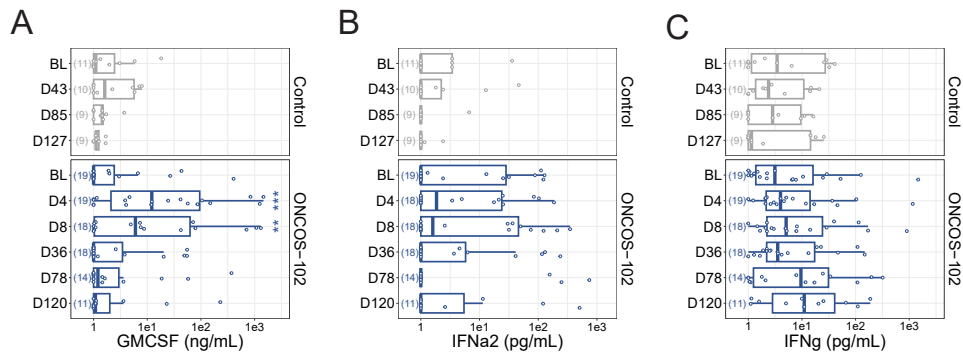 A
BL (11)
D43 (10)
D85 (9)
D127 (9)
Control
BL (19)
D4 (19) ***
D8 (18) **
D36 (18)
D78 (14)
D120 (11)
ONCOS-102
1 1e1 1e2 1e3
GMCSF (ng/mL)
B
BL (11)
D43 (10)
D85 (9)
D127 (9)
Control
BL (19)
D4 (18)
D8 (18)
D36 (18)
D78 (14)
D120 (11)
ONCOS-102
1 1e1 1e2 1e3
IFNa2 (pg/mL)
C
BL (11)
D43 (10)
D85 (9)
D127 (9)
Control
BL (19)
D4 (19)
D8 (18)
D36 (18)
D78 (14)
D120 (11)
ONCOS-102
1 1e1 1e2 1e3
IFNg (pg/mL)